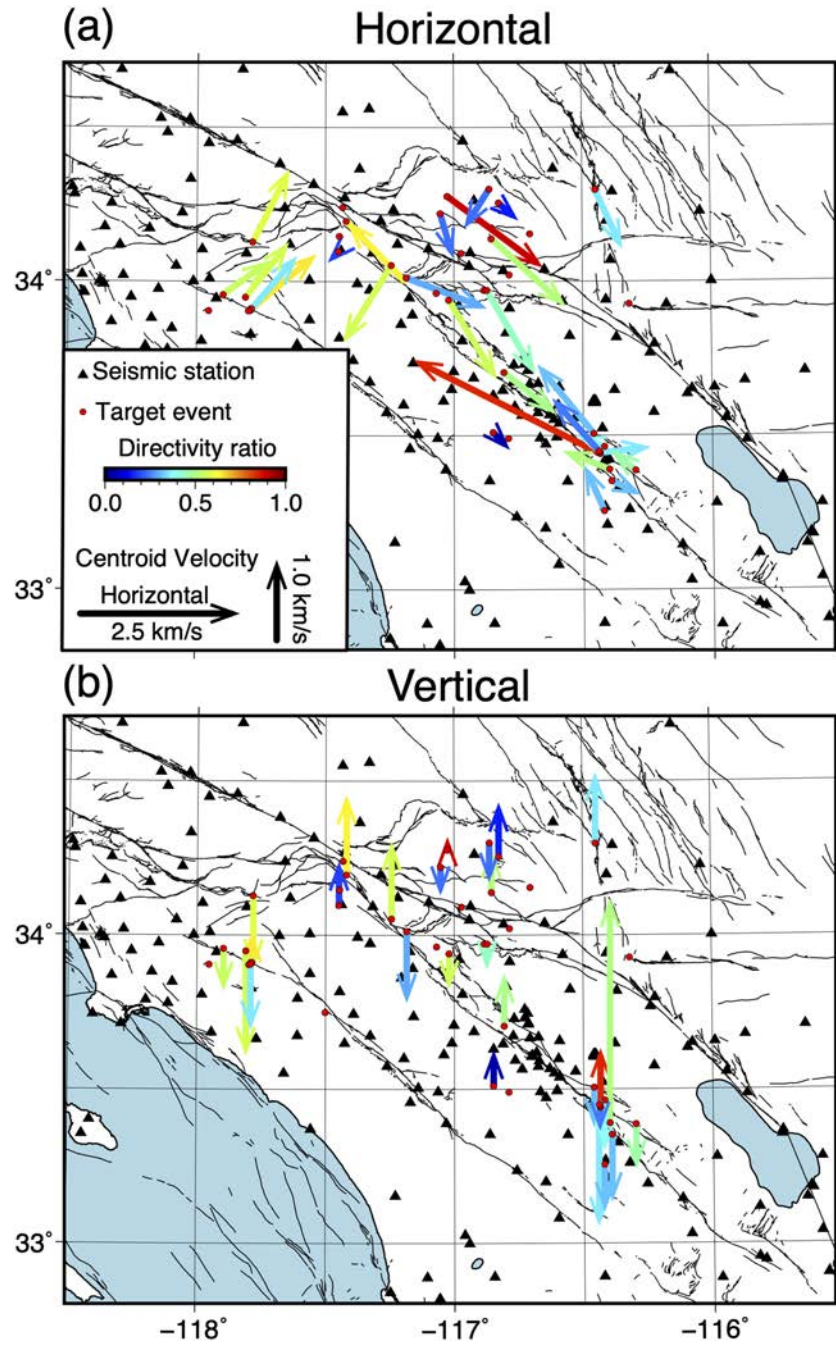 (a) Horizontal
34°
33°
Seismic station
Target event
Directivity ratio
0.0 0.5 1.0
Centroid Velocity
Horizontal
2.5 km/s
1.0 km/s
(b) Vertical
34°
33°
−118° −117° −116°